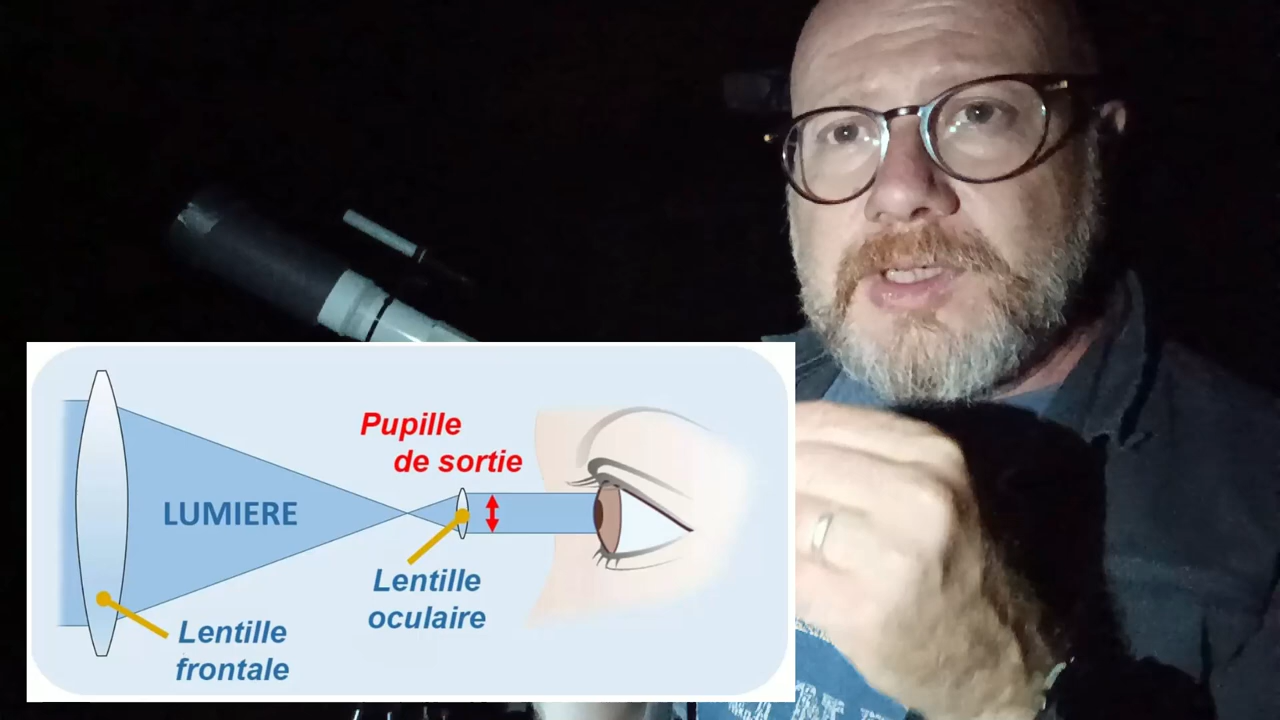 Pupille
de sortie
LUMIERE
Lentille
oculaire
Lentille
frontale